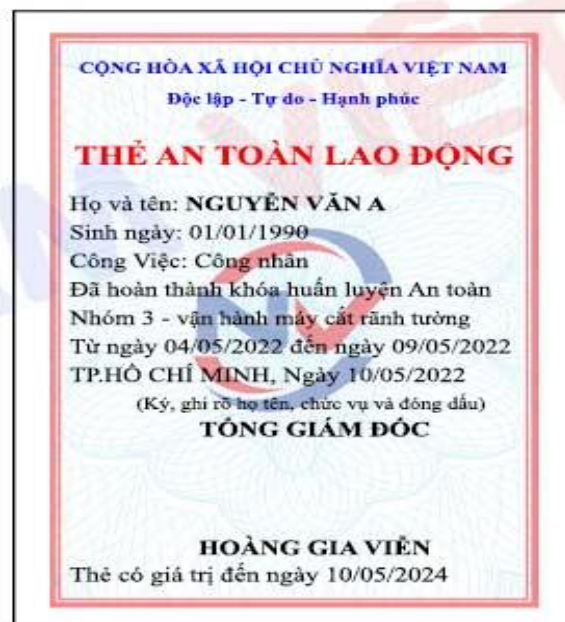 CỘNG HÒA XÃ HỘI CHỦ NGHĨA VIỆT NAM
Độc lập - Tự do - Hạnh phúc
THẺ AN TOÀN LAO ĐỘNG
Họ và tên: NGUYỄN VĂN A
Sinh ngày: 01/01/1990
Công Việc: Công nhân
Đã hoàn thành khóa huấn luyện An toàn
Nhóm 3 - vận hành máy cắt rãnh tường
Từ ngày 04/05/2022 đến ngày 09/05/2022
TP.HỒ CHÍ MINH, Ngày 10/05/2022
(Ký, ghi rõ họ tên, chức vụ và đóng dấu)
TỔNG GIÁM ĐỐC
HOÀNG GIA VIÊN
Thẻ có giá trị đến ngày 10/05/2024